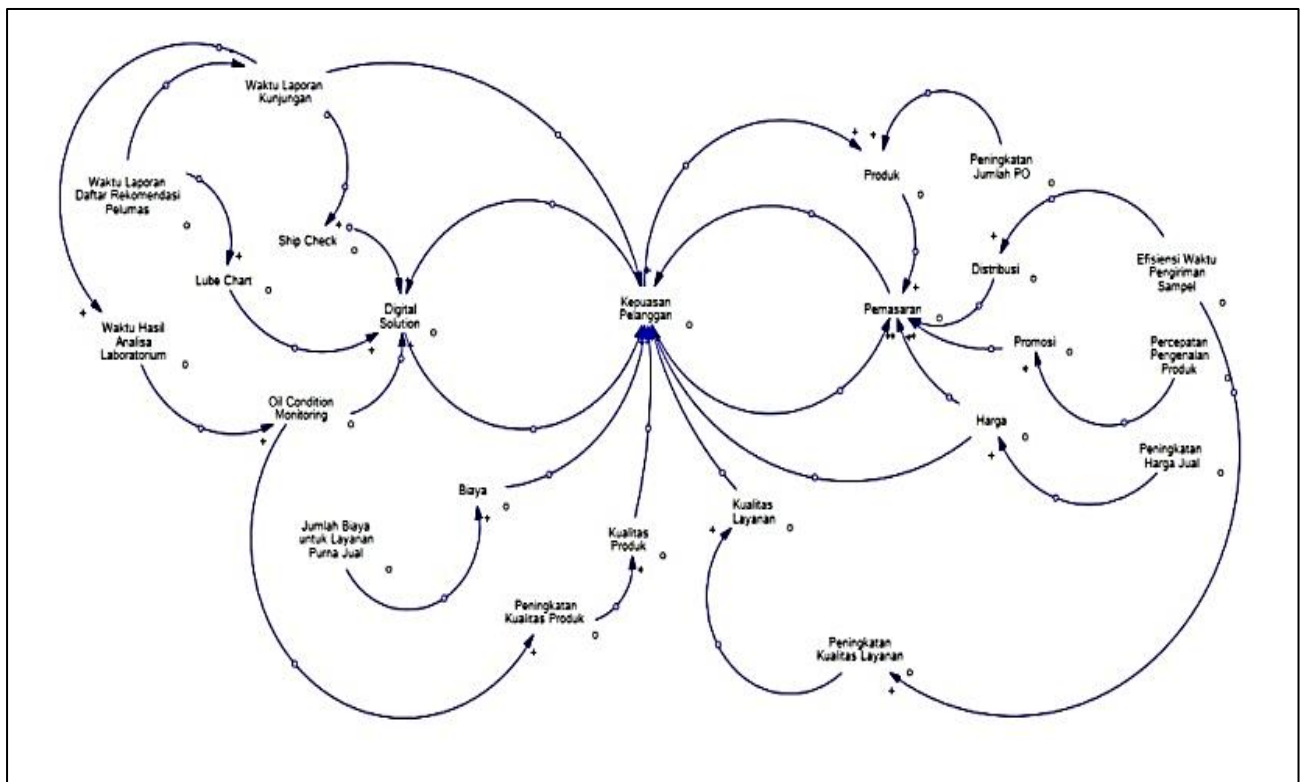 Waktu Laporan
Kunjungan
Waktu Laporan
Daftar Rekomendasi
Pelumas
Ship Check
Lube Chart
Waktu Hasil
Analisa
Laboratorium
Digital
Solution
Oil Condition
Monitoring
Kepuasan
Pelanggan
Produk
Peningkatan
Jumlah PO
Distribusi
Efisiensi Waktu
Pengiriman
Sampel
Pemasaran
Promosi
Percepatan
Pengenalan
Produk
Harga
Peningkatan
Harga Jual
Biaya
Jumlah Biaya
untuk Layanan
Purna Jual
Kualitas
Produk
Kualitas
Layanan
Peningkatan
Kualitas Produk
Peningkatan
Kualitas Layanan